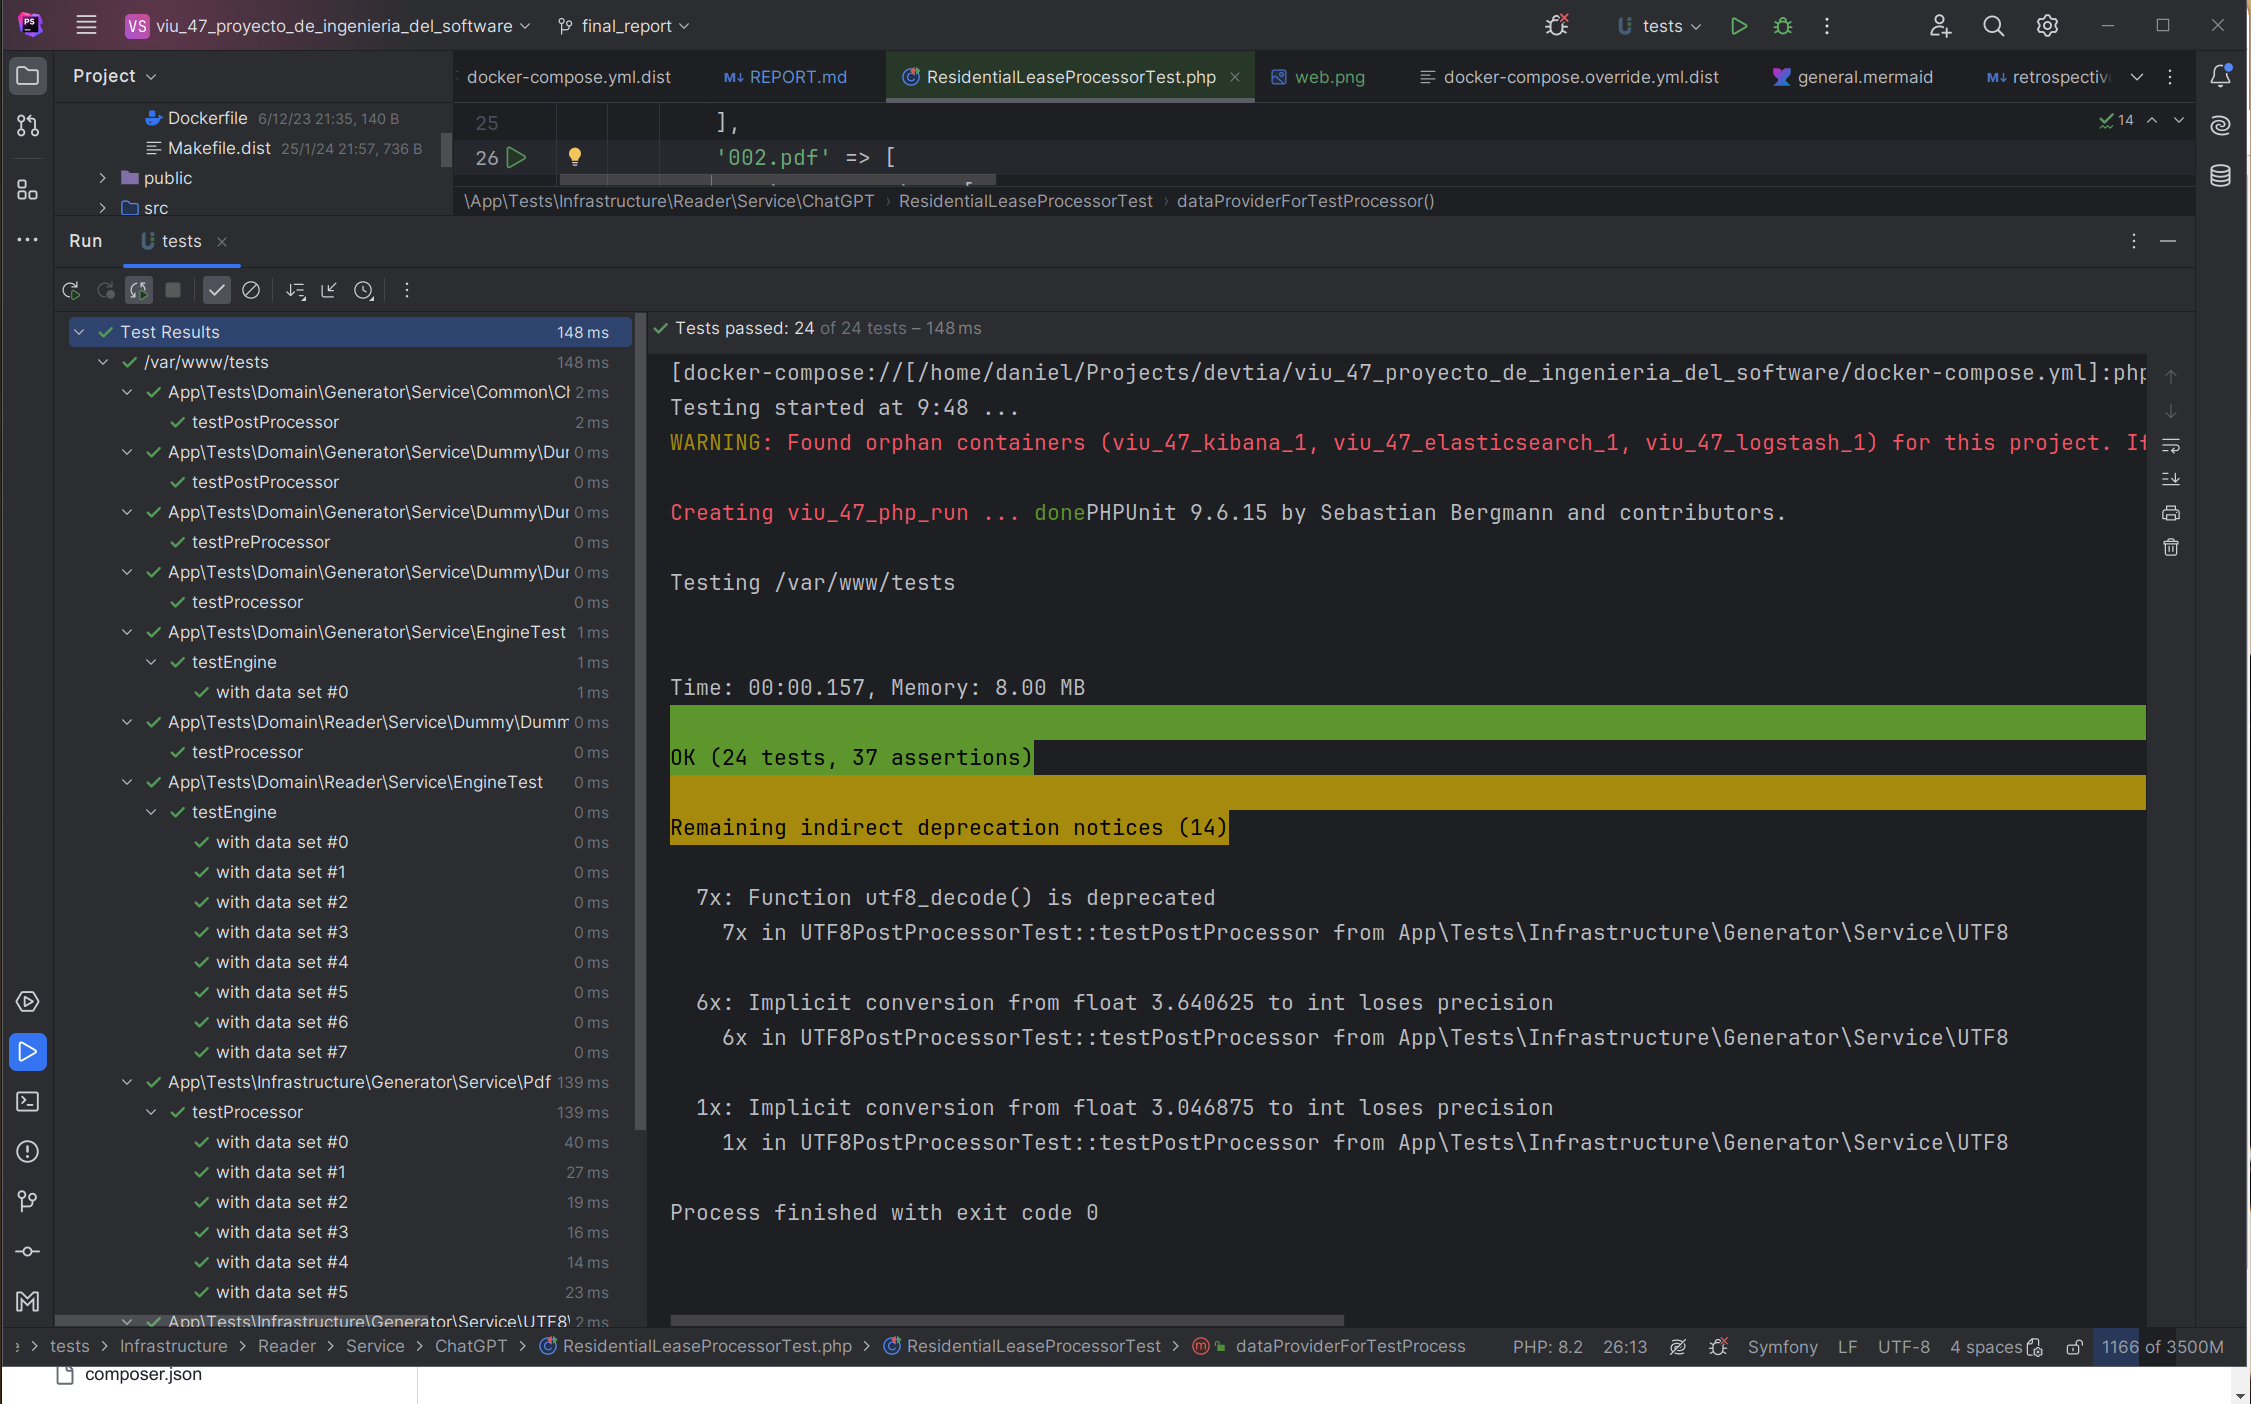 PS VS viu_47_proyecto_de_ingenieria_del_software final_report tests
Project
docker-compose.yml.dist REPORT.md ResidentialLeaseProcessorTest.php web.png docker-compose.override.yml.dist general.mermaid
Dockerfile 6/12/23 21:35, 140 B
Makefile.dist 25/1/24 21:57, 736 B
public
src
25 ],
14
26 '002.pdf' => [
\App\Tests\Infrastructure\Reader\Service\ChatGPT › ResidentialLeaseProcessorTest › dataProviderForTestProcessor()
Run tests
Test Results 148 ms
/var/www/tests 148 ms
App\Tests\Domain\Generator\Service\Common\Ch 2 ms
testPostProcessor 2 ms
App\Tests\Domain\Generator\Service\Dummy\Dur 0 ms
testPostProcessor 0 ms
App\Tests\Domain\Generator\Service\Dummy\Dur 0 ms
testPreProcessor 0 ms
App\Tests\Domain\Generator\Service\Dummy\Dur 0 ms
testProcessor 0 ms
App\Tests\Domain\Generator\Service\EngineTest 1 ms
testEngine 1 ms
with data set #0 1 ms
App\Tests\Domain\Reader\Service\Dummy\Dumm 0 ms
testProcessor 0 ms
App\Tests\Domain\Reader\Service\EngineTest 0 ms
testEngine 0 ms
with data set #0 0 ms
with data set #1 0 ms
with data set #2 0 ms
with data set #3 0 ms
with data set #4 0 ms
with data set #5 0 ms
with data set #6 0 ms
with data set #7 0 ms
App\Tests\Infrastructure\Generator\Service\Pdf 139 ms
testProcessor 139 ms
with data set #0 40 ms
with data set #1 27 ms
with data set #2 19 ms
with data set #3 16 ms
with data set #4 14 ms
with data set #5 23 ms
App\Tests\Infrastructure\Generator\Service\UTF8\ 2 ms
Tests passed: 24 of 24 tests – 148 ms
[docker-compose://[/home/daniel/Projects/devtia/viu_47_proyecto_de_ingenieria_del_software/docker-compose.yml]:php
Testing started at 9:48 ...
WARNING: Found orphan containers (viu_47_kibana_1, viu_47_elasticsearch_1, viu_47_logstash_1) for this project. If
Creating viu_47_php_run ... donePHPUnit 9.6.15 by Sebastian Bergmann and contributors.
Testing /var/www/tests
Time: 00:00.157, Memory: 8.00 MB
OK (24 tests, 37 assertions)
Remaining indirect deprecation notices (14)
7x: Function utf8_decode() is deprecated
7x in UTF8PostProcessorTest::testPostProcessor from App\Tests\Infrastructure\Generator\Service\UTF8
6x: Implicit conversion from float 3.640625 to int loses precision
6x in UTF8PostProcessorTest::testPostProcessor from App\Tests\Infrastructure\Generator\Service\UTF8
1x: Implicit conversion from float 3.046875 to int loses precision
1x in UTF8PostProcessorTest::testPostProcessor from App\Tests\Infrastructure\Generator\Service\UTF8
Process finished with exit code 0
tests › Infrastructure › Reader › Service › ChatGPT › ResidentialLeaseProcessorTest.php › ResidentialLeaseProcessorTest › dataProviderForTestProcess PHP: 8.2 26:13 Symfony LF UTF-8 4 spaces 1166 of 3500M
composer.json